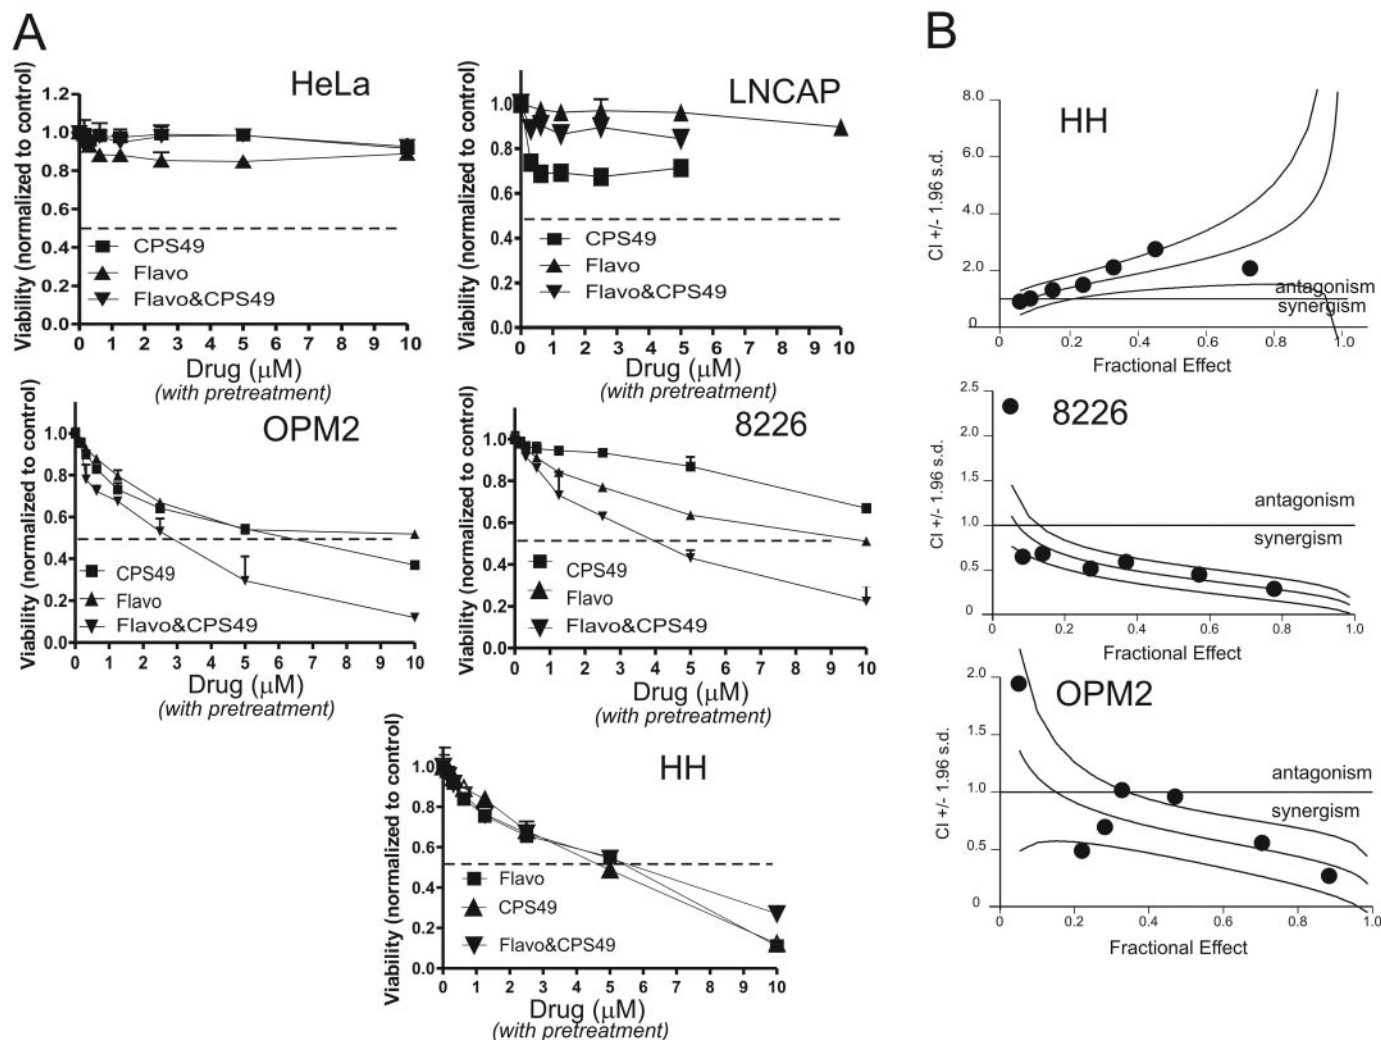 A
HeLa
Viability (normalized to control)
1.2
1.0
0.8
0.6
0.4
0.2
0.0
CPS49
Flavo
Flavo&CPS49
0 1 2 3 4 5 6 7 8 9 10
Drug (μM)
(with pretreatment)
LNCAP
Viability (normalized to control)
1.0
0.8
0.6
0.4
0.2
0.0
CPS49
Flavo
Flavo&CPS49
0 1 2 3 4 5 6 7 8 9 10
Drug (μM)
(with pretreatment)
OPM2
Viability (normalized to control)
1.0
0.8
0.6
0.4
0.2
0.0
CPS49
Flavo
Flavo&CPS49
0 1 2 3 4 5 6 7 8 9 10
Drug (μM)
(with pretreatment)
8226
Viability (normalized to control)
1.0
0.8
0.6
0.4
0.2
0.0
CPS49
Flavo
Flavo&CPS49
0 1 2 3 4 5 6 7 8 9 10
Drug (μM)
(with pretreatment)
HH
Viability (normalized to control)
1.0
0.8
0.6
0.4
0.2
0.0
Flavo
CPS49
Flavo&CPS49
0 1 2 3 4 5 6 7 8 9 10
Drug (μM)
(with pretreatment)
B
HH
CI +/- 1.96 s.d.
8.0
6.0
4.0
2.0
0
antagonism
synergism
0.2 0.4 0.6 0.8 1.0
Fractional Effect
8226
CI +/- 1.96 s.d.
2.5
2.0
1.5
1.0
0.5
0
antagonism
synergism
0 0.2 0.4 0.6 0.8 1.0
Fractional Effect
OPM2
CI +/- 1.96 s.d.
2.0
1.5
1.0
0.5
0
antagonism
synergism
0.2 0.4 0.6 0.8 1.0
Fractional Effect